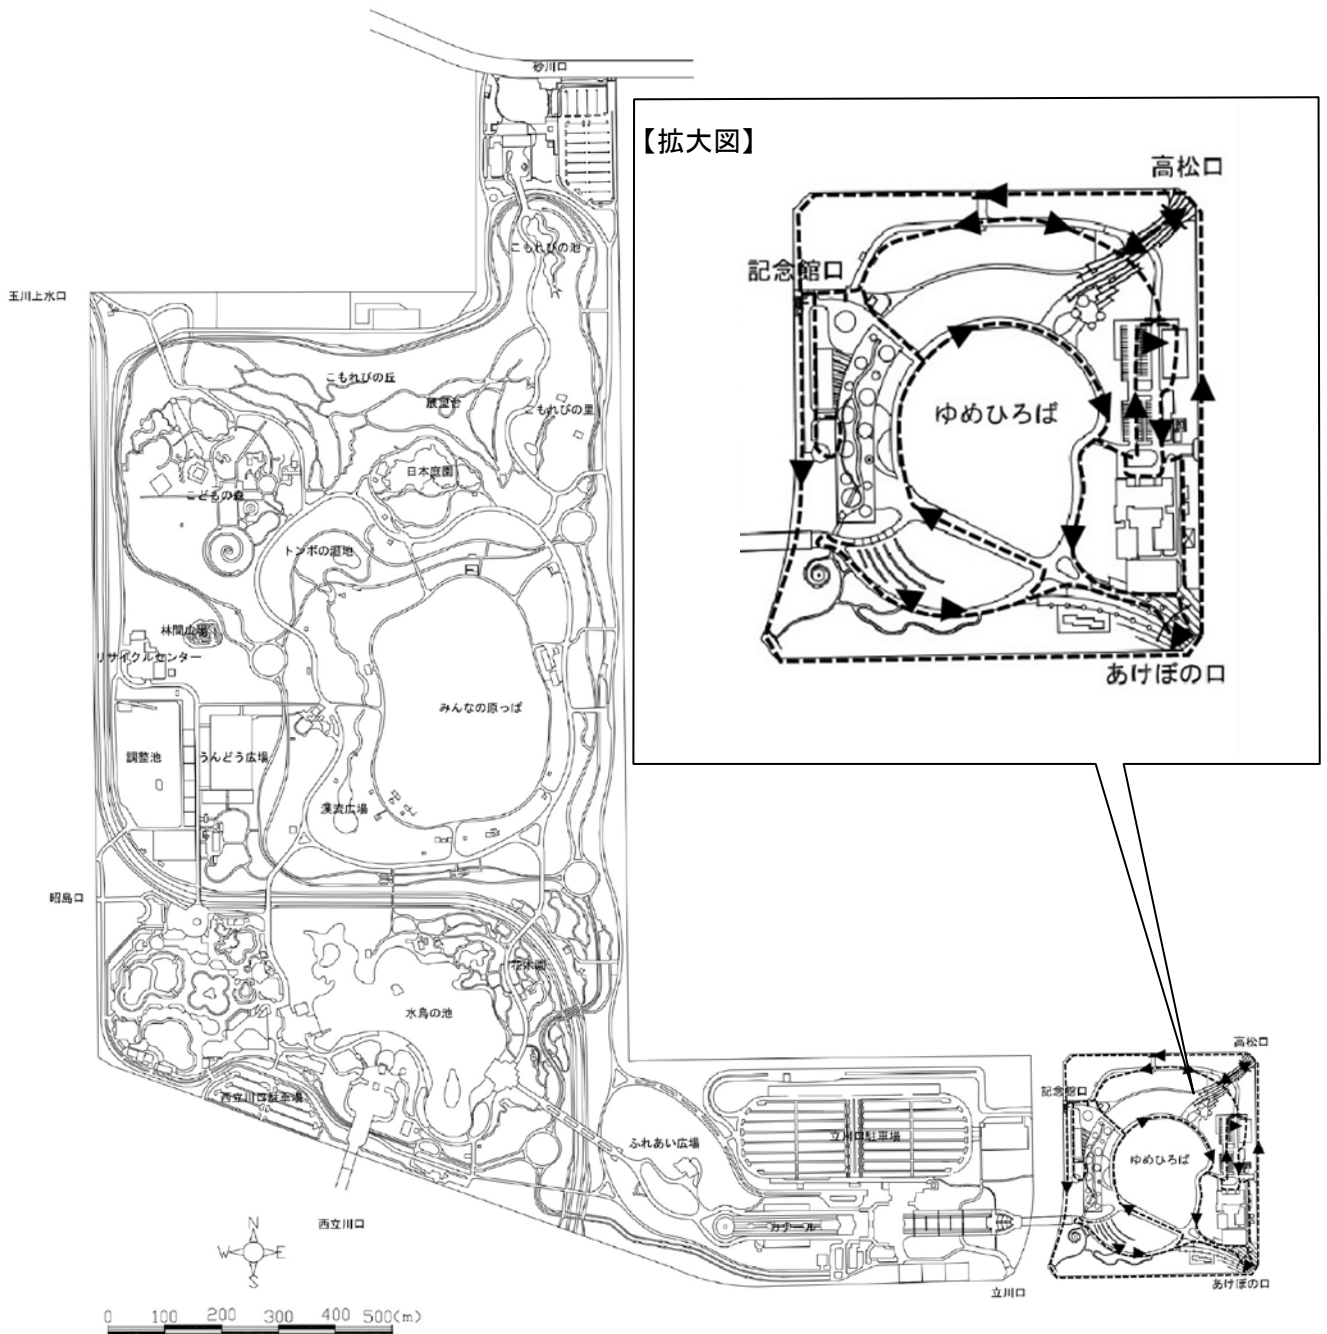 砂川口
【拡大図】
高松口
記念館口
ゆめひろば
あけぼの口
こもれびの池
玉川上水口
こもれびの丘
展望台
こもれびの里
日本庭園
こどもの森
トンボの湿地
林間広場
リサイクルセンター
みんなの原っぱ
調整池
うんどう広場
渓流広場
昭島口
花木園
水鳥の池
西立川口駐車場
ふれあい広場
立川口駐車場
高松口
記念館口
ゆめひろば
カナール
西立川口
あけぼの口
立川口
N
W E
S
0 100 200 300 400 500(m)